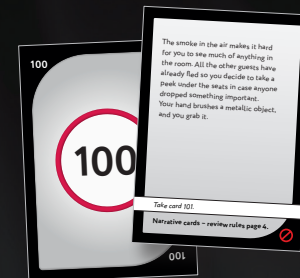 100
100
100
The smoke in the air makes it hard
for you to see much of anything in
the room. All the other guests have
already fled so you decide to take a
peek under the seats in case anyone
dropped something important.
Your hand brushes a metallic object,
and you grab it.
Take card 101.
Narrative cards – review rules page 4.